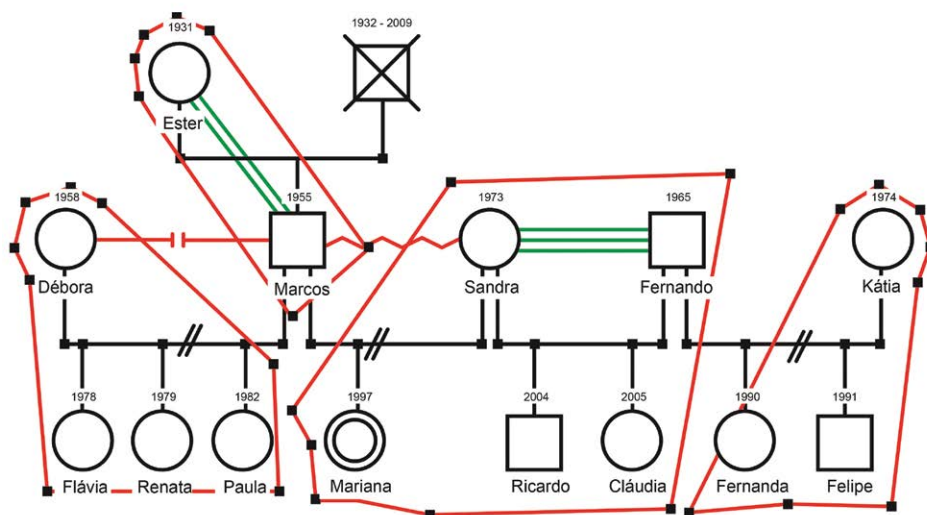 1931
1932 - 2009
Ester
1958
1955
1973
1965
1974
Débora
Marcos
Sandra
Fernando
Kátia
1978
1979
1982
1997
2004
2005
1990
1991
Flávia
Renata
Paula
Mariana
Ricardo
Cláudia
Fernanda
Felipe